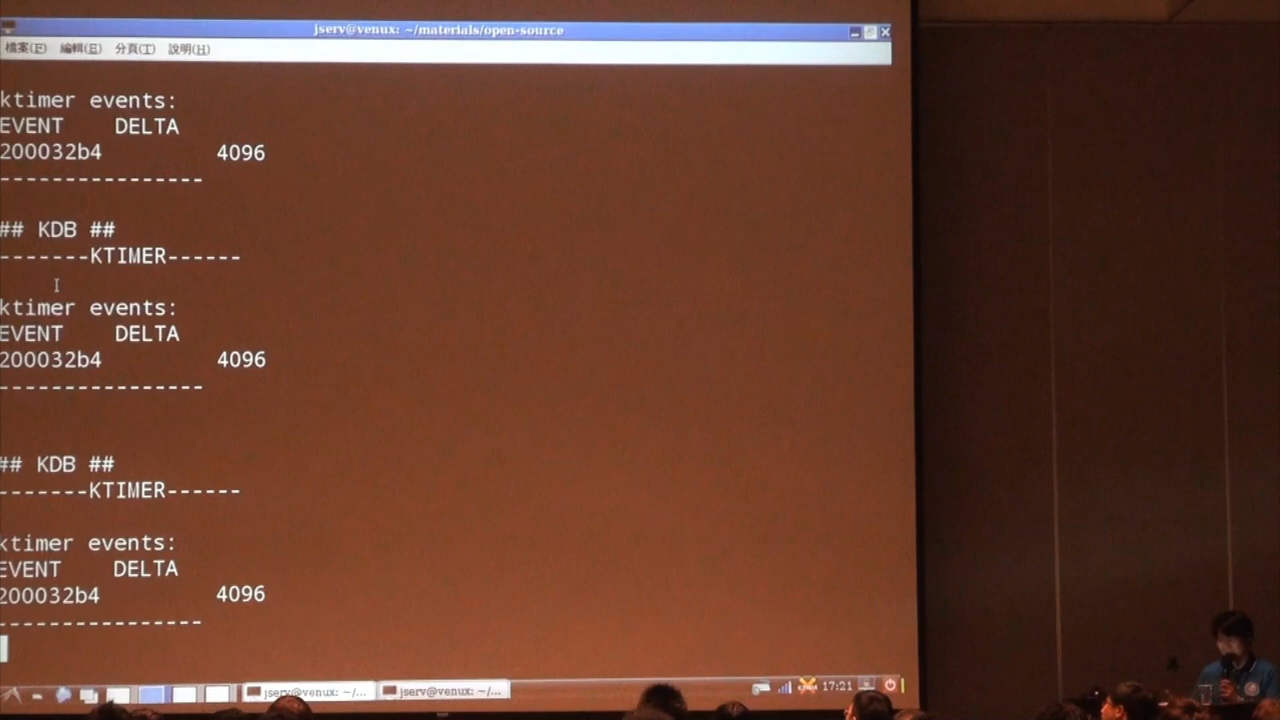 jserv@venux: ~/materials/open-source
檔案(F) 編輯(E) 分頁(T) 說明(H)
ktimer events:
EVENT DELTA
200032b4 4096
----------------
## KDB ##
-------KTIMER------
ktimer events:
EVENT DELTA
200032b4 4096
----------------
## KDB ##
-------KTIMER------
ktimer events:
EVENT DELTA
200032b4 4096
----------------
jserv@venux: ~/... jserv@venux: ~/... 17:21